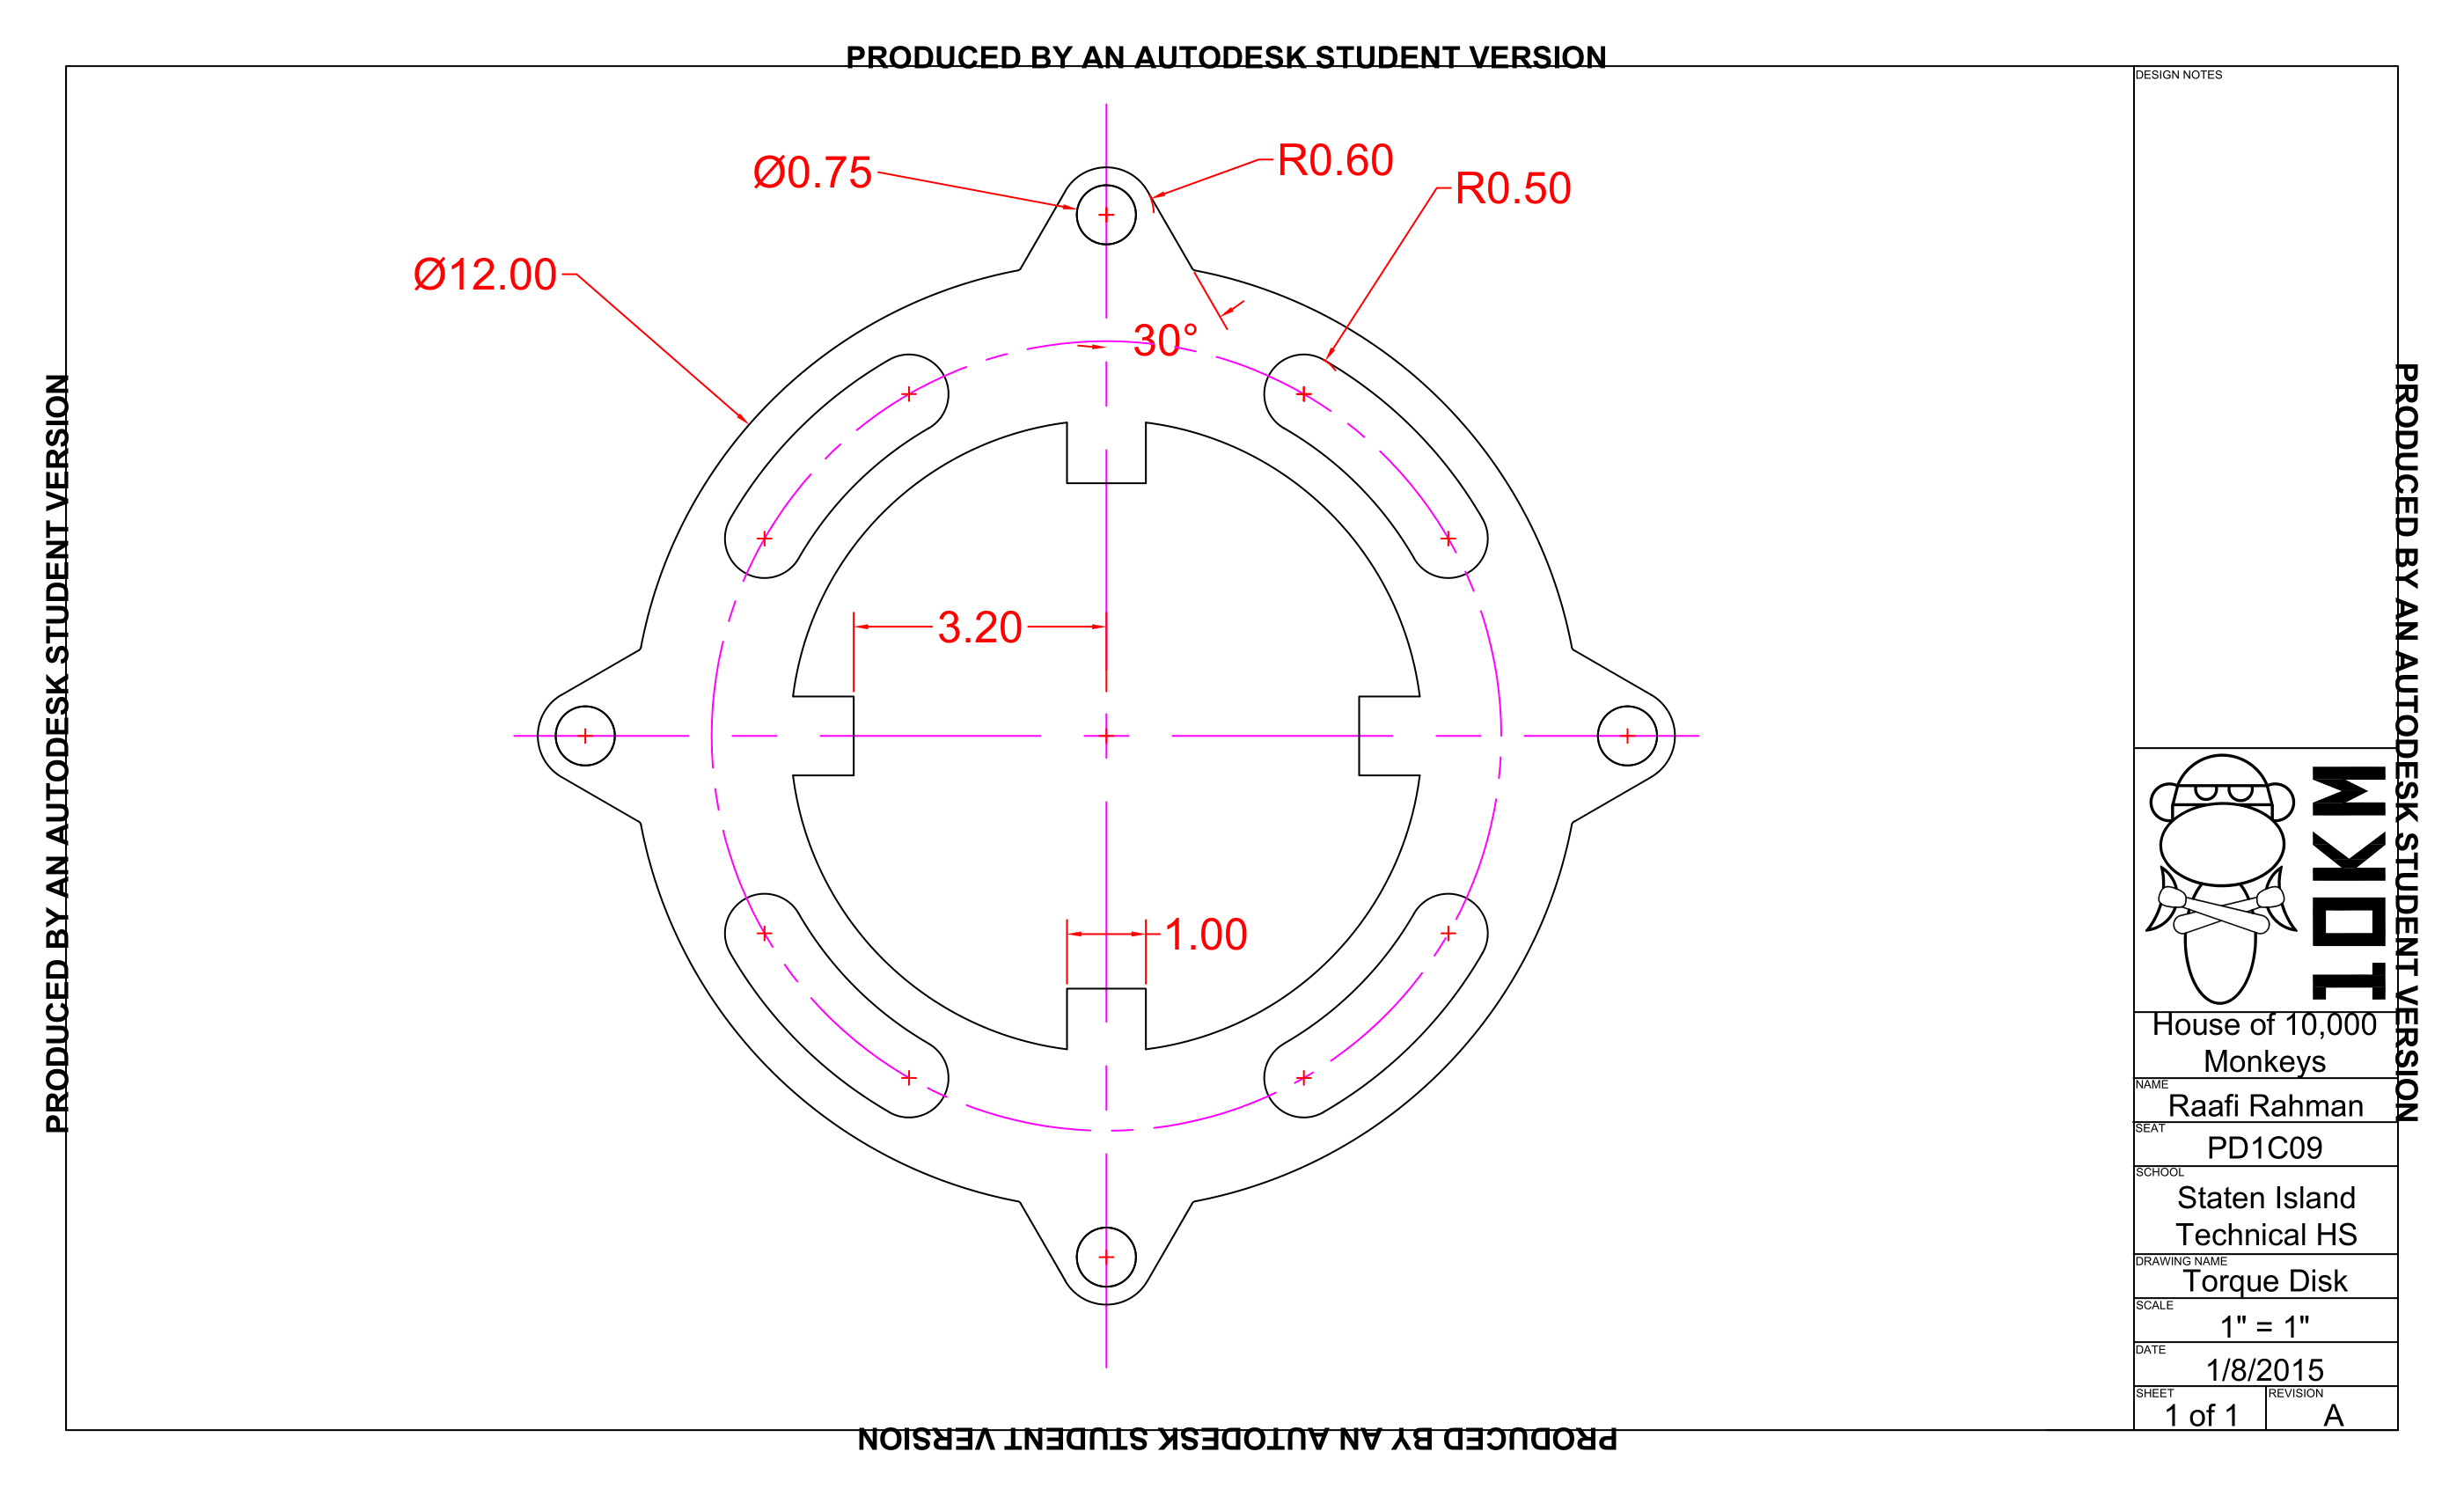 PRODUCED BY AN AUTODESK STUDENT VERSION
DESIGN NOTES
Ø0.75
R0.60
R0.50
Ø12.00
30°
3.20
1.00
PRODUCED BY AN AUTODESK STUDENT VERSION
PRODUCED BY AN AUTODESK STUDENT VERSION
10KM
House of 10,000
Monkeys
NAME
Raafi Rahman
SEAT
PD1C09
SCHOOL
Staten Island
Technical HS
DRAWING NAME
Torque Disk
SCALE
1" = 1"
DATE
1/8/2015
SHEET
1 of 1
REVISION
A
PRODUCED BY AN AUTODESK STUDENT VERSION